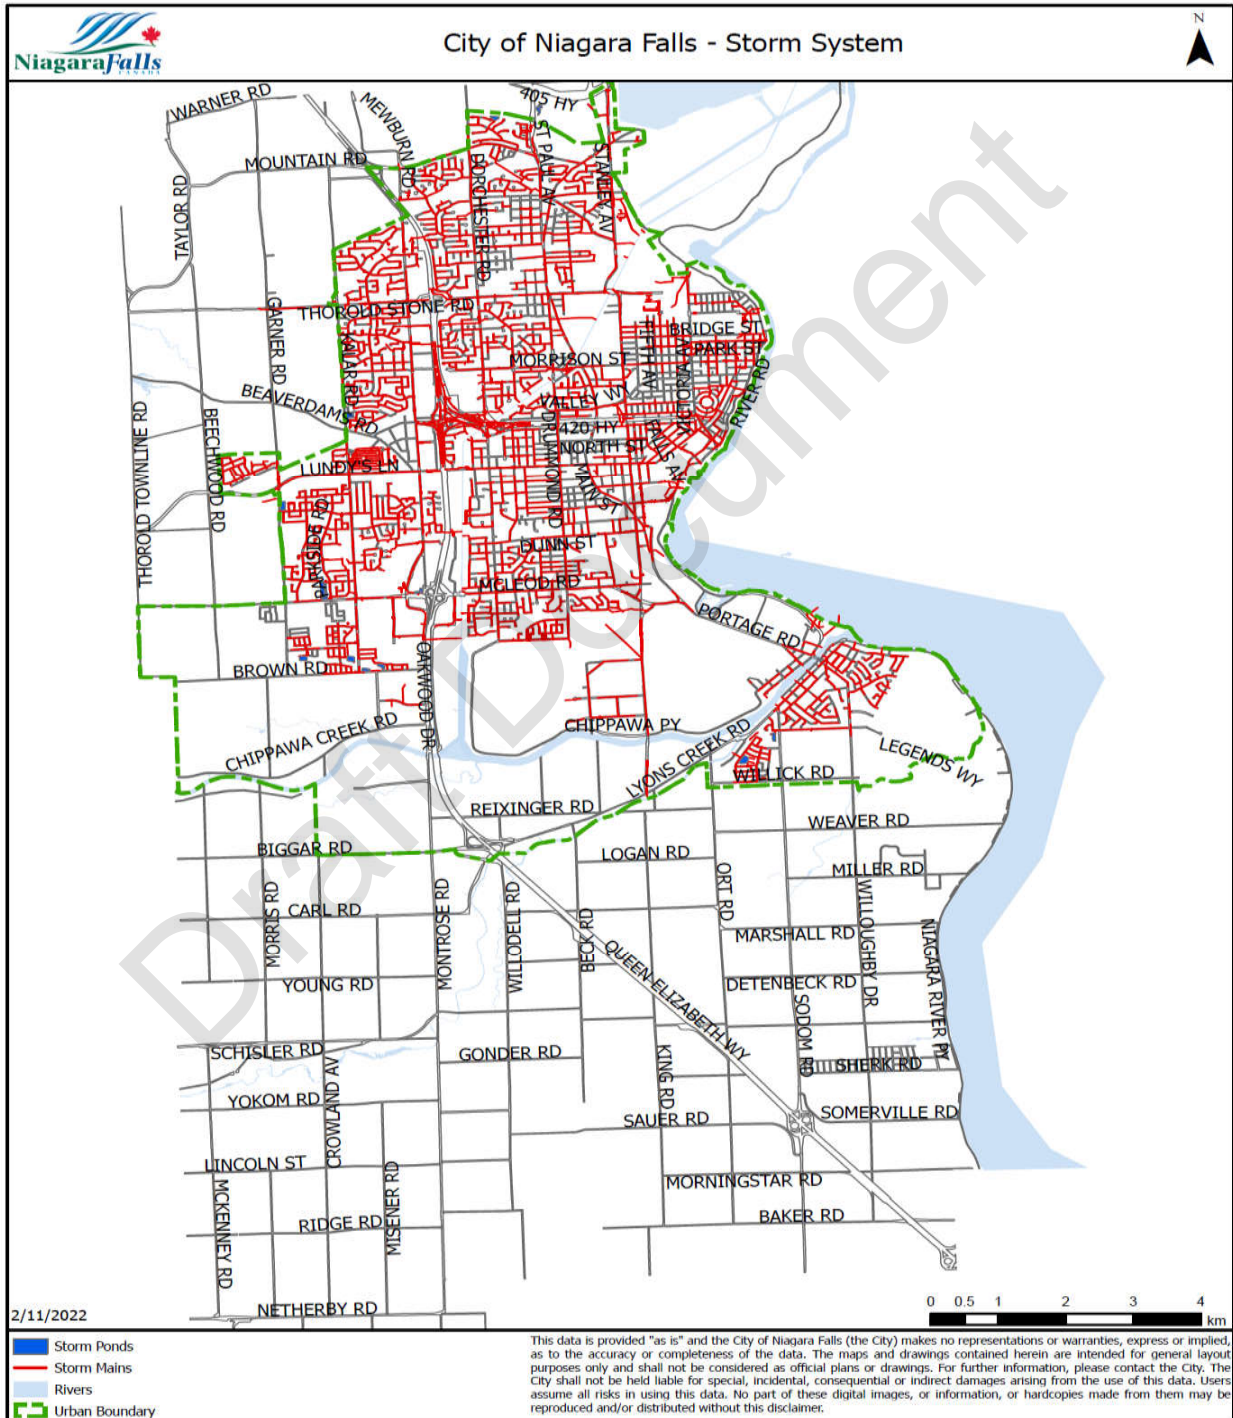 NiagaraFalls
CANADA
City of Niagara Falls - Storm System
N
WARNER RD
405 HY
MEWBURN RD
MOUNTAIN RD
ST PAUL AV
STANLEY AV
DORCHESTER RD
TAYLOR RD
GARNER RD
THOROLD STONE RD
KALAR RD
BRIDGE ST
PARK ST
FIFTH AV
VICTORIA AV
MORRISON ST
RIVER RD
BEAVERDAMS RD
VALLEY WY
THOROLD TOWNLINE RD
BEECHWOOD RD
DRUMMOND RD
420 HY
NORTH ST
FALLS AV
LUNDY'S LN
MAIN ST
PARKSIDE RD
DUNN ST
MCLEOD RD
PORTAGE RD
BROWN RD
OAKWOOD DR
CHIPPAWA CREEK RD
CHIPPAWA PY
LYONS CREEK RD
LEGENDS WY
WILLICK RD
REIXINGER RD
WEAVER RD
BIGGAR RD
LOGAN RD
MILLER RD
ORT RD
MORRIS RD
CARL RD
MONTROSE RD
WILLODELL RD
BECK RD
WILLOUGHBY DR
MARSHALL RD
NIAGARA RIVER PY
QUEEN ELIZABETH WY
YOUNG RD
DETENBECK RD
SODOM RD
SCHISLER RD
GONDER RD
KING RD
SHERK RD
CROWLAND AV
YOKOM RD
SAUER RD
SOMERVILLE RD
LINCOLN ST
MISENER RD
MCKENNEY RD
MORNINGSTAR RD
RIDGE RD
BAKER RD
NETHERBY RD
Draft Document
2/11/2022
0 0.5 1 2 3 4
km
Storm Ponds
Storm Mains
Rivers
Urban Boundary
This data is provided "as is" and the City of Niagara Falls (the City) makes no representations or warranties, express or implied,
as to the accuracy or completeness of the data. The maps and drawings contained herein are intended for general layout
purposes only and shall not be considered as official plans or drawings. For further information, please contact the City. The
City shall not be held liable for special, incidental, consequential or indirect damages arising from the use of this data. Users
assume all risks in using this data. No part of these digital images, or information, or hardcopies made from them may be
reproduced and/or distributed without this disclaimer.